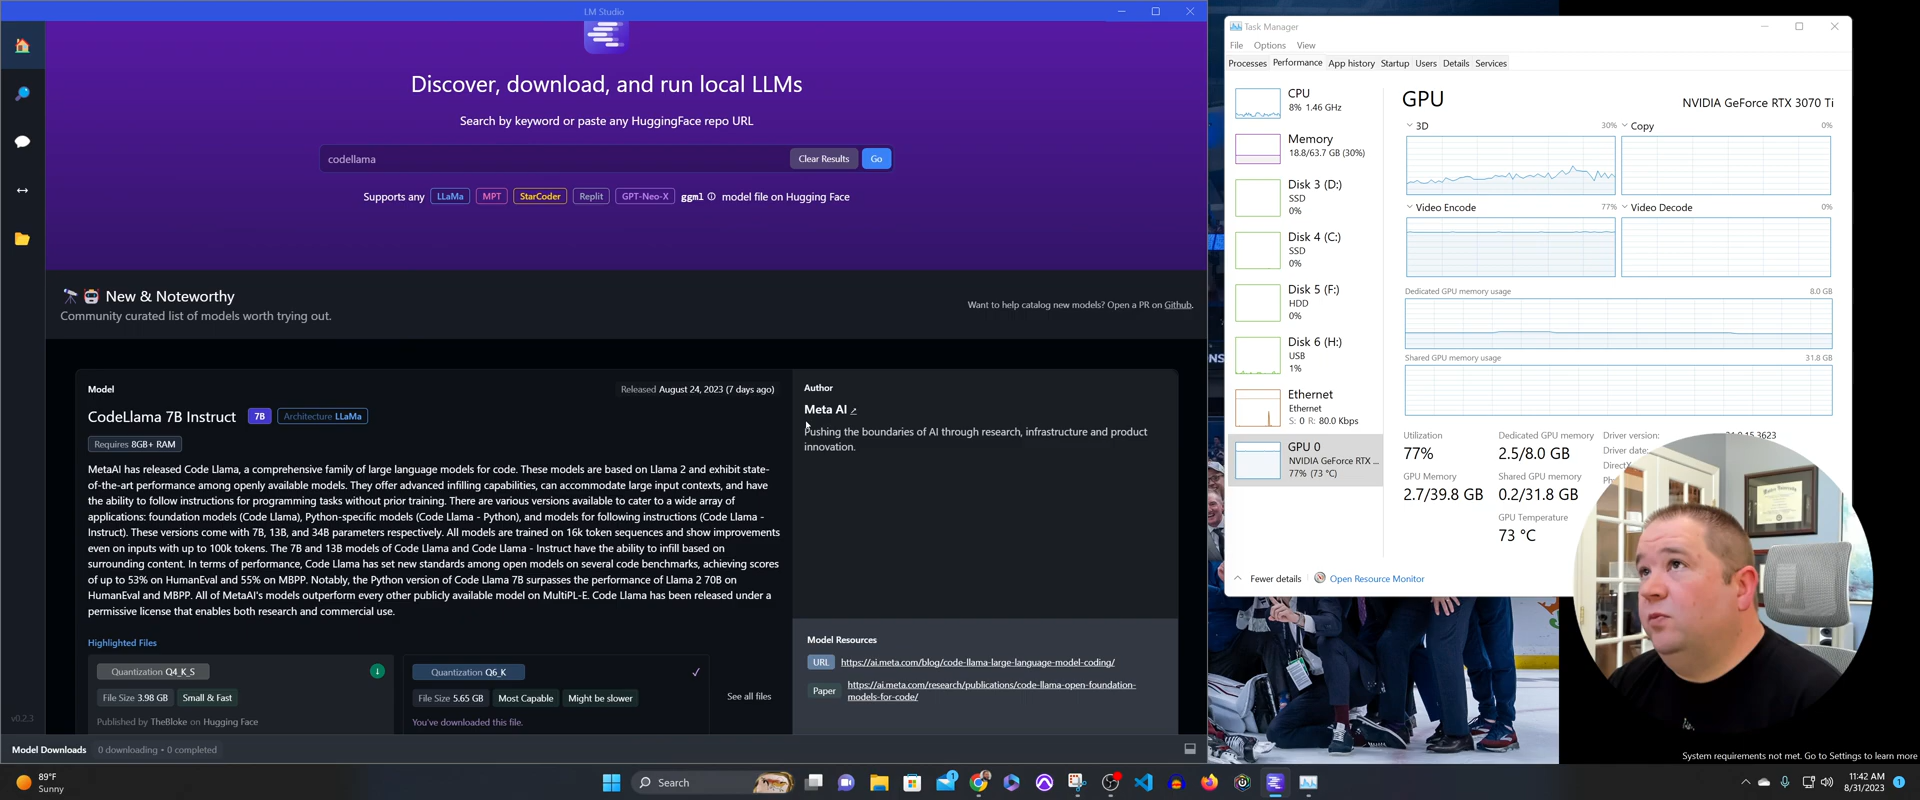 LM Studio
Discover, download, and run local LLMs
Search by keyword or paste any HuggingFace repo URL
codellama
Clear Results
Go
Supports any LLaMa MPT StarCoder Replit GPT-Neo-X ggml model file on Hugging Face
New & Noteworthy
Community curated list of models worth trying out.
Want to help catalog new models? Open a PR on Github.
Model
Released August 24, 2023 (7 days ago)
CodeLlama 7B Instruct 7B Architecture LLaMa
Requires 8GB+ RAM
MetaAI has released Code Llama, a comprehensive family of large language models for code. These models are based on Llama 2 and exhibit state-
of-the-art performance among openly available models. They offer advanced infilling capabilities, can accommodate large input contexts, and have
the ability to follow instructions for programming tasks without prior training. There are various versions available to cater to a wide array of
applications: foundation models (Code Llama), Python-specific models (Code Llama - Python), and models for following instructions (Code Llama -
Instruct). These versions come with 7B, 13B, and 34B parameters respectively. All models are trained on 16k token sequences and show improvements
even on inputs with up to 100k tokens. The 7B and 13B models of Code Llama and Code Llama - Instruct have the ability to infill based on
surrounding content. In terms of performance, Code Llama has set new standards among open models on several code benchmarks, achieving scores
of up to 53% on HumanEval and 55% on MBPP. Notably, the Python version of Code Llama 7B surpasses the performance of Llama 2 70B on
HumanEval and MBPP. All of MetaAI's models outperform every other publicly available model on MultiPL-E. Code Llama has been released under a
permissive license that enables both research and commercial use.
Highlighted Files
Quantization Q4_K_S
File Size 3.98 GB Small & Fast
Published by TheBloke on Hugging Face
Quantization Q6_K
File Size 5.65 GB Most Capable Might be slower
You've downloaded this file.
See all files
Author
Meta AI
Pushing the boundaries of AI through research, infrastructure and product
innovation.
Model Resources
URL https://ai.meta.com/blog/code-llama-large-language-model-coding/
Paper https://ai.meta.com/research/publications/code-llama-open-foundation-
models-for-code/
v0.2.3
Model Downloads 0 downloading • 0 completed
Task Manager
File Options View
Processes Performance App history Startup Users Details Services
CPU
8% 1.46 GHz
Memory
18.8/63.7 GB (30%)
Disk 3 (D:)
SSD
0%
Disk 4 (C:)
SSD
0%
Disk 5 (F:)
HDD
0%
Disk 6 (H:)
USB
1%
Ethernet
Ethernet
S: 0 R: 80.0 Kbps
GPU 0
NVIDIA GeForce RTX ...
77% (73 °C)
GPU
NVIDIA GeForce RTX 3070 Ti
3D 30%
Copy 0%
Video Encode 77%
Video Decode 0%
Dedicated GPU memory usage 8.0 GB
Shared GPU memory usage 31.8 GB
Utilization
77%
GPU Memory
2.7/39.8 GB
Dedicated GPU memory
2.5/8.0 GB
Shared GPU memory
0.2/31.8 GB
GPU Temperature
73 °C
Driver version:
Driver date:
DirectX
Fewer details
Open Resource Monitor
System requirements not met. Go to Settings to learn more
89°F
Sunny
Search
11:42 AM
8/31/2023